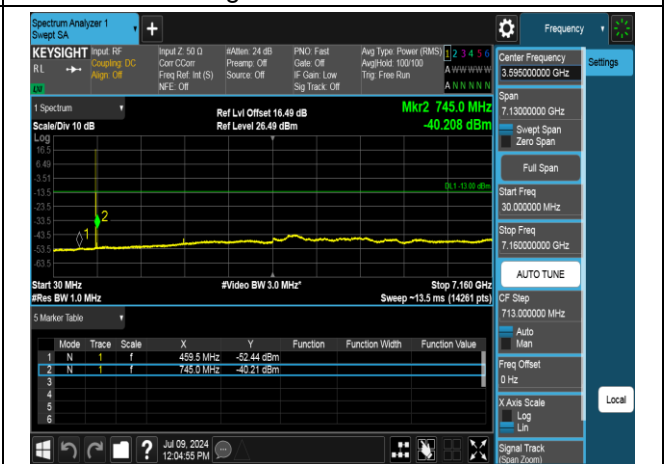 Spectrum Analyzer 1
Swept SA
+
Frequency
KEYSIGHT
RL
LXI
Input: RF
Coupling: DC
Align: Off
Input Z: 50 Ω
Corr CCorr
Freq Ref: Int (S)
NFE: Off
#Atten: 24 dB
Preamp: Off
Source: Off
PNO: Fast
Gate: Off
IF Gain: Low
Sig Track: Off
Avg Type: Power (RMS)
Avg|Hold: 100/100
Trig: Free Run
1 2 3 4 5 6
A W W W W W
A N N N N N
Center Frequency
3.595000000 GHz
Settings
1 Spectrum
Scale/Div 10 dB
Ref Lvl Offset 16.49 dB
Ref Level 26.49 dBm
Mkr2 745.0 MHz
-40.208 dBm
Log
16.5
6.49
-3.51
-13.5
-23.5
-33.5
-43.5
-53.5
-63.5
DL1 -13.00 dBm
1
2
Start 30 MHz
#Res BW 1.0 MHz
#Video BW 3.0 MHz*
Stop 7.160 GHz
Sweep ~13.5 ms (14261 pts)
Span
7.13000000 GHz
Swept Span
Zero Span
Full Span
Start Freq
30.000000 MHz
Stop Freq
7.160000000 GHz
AUTO TUNE
CF Step
713.000000 MHz
Auto
Man
Freq Offset
0 Hz
X Axis Scale
Log
Lin
Signal Track
(Span Zoom)
Local
5 Marker Table
Mode Trace Scale X Y Function Function Width Function Value
1 N 1 f 459.5 MHz -52.44 dBm
2 N 1 f 745.0 MHz -40.21 dBm
3
4
5
6
?
Jul 09, 2024
12:04:55 PM